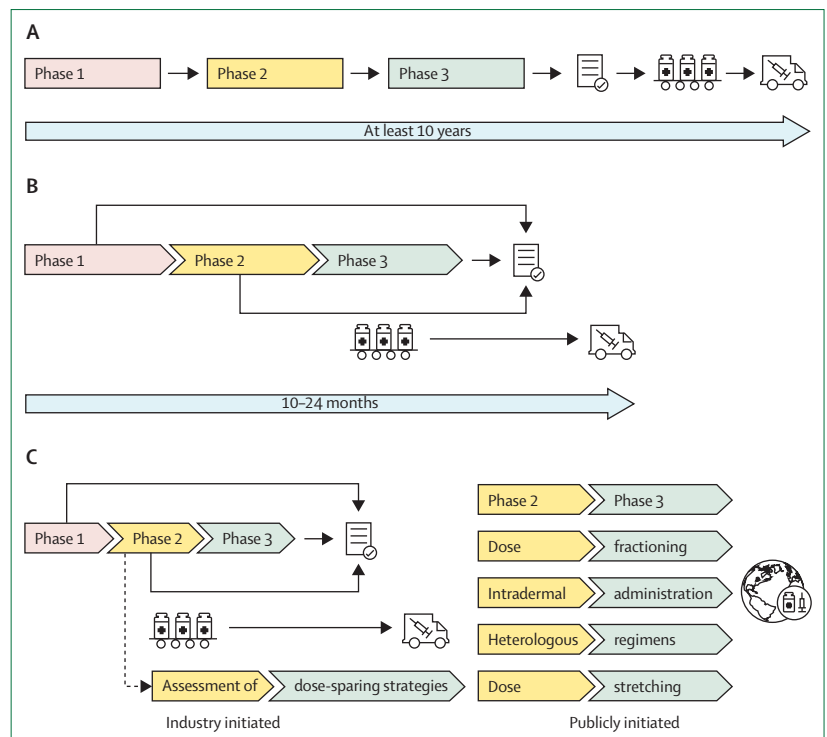 A
Phase 1
Phase 2
Phase 3
At least 10 years
B
Phase 1
Phase 2
Phase 3
10–24 months
C
Phase 1
Phase 2
Phase 3
Assessment of
dose-sparing strategies
Industry initiated
Phase 2
Phase 3
Dose
fractioning
Intradermal
administration
Heterologous
regimens
Dose
stretching
Publicly initiated